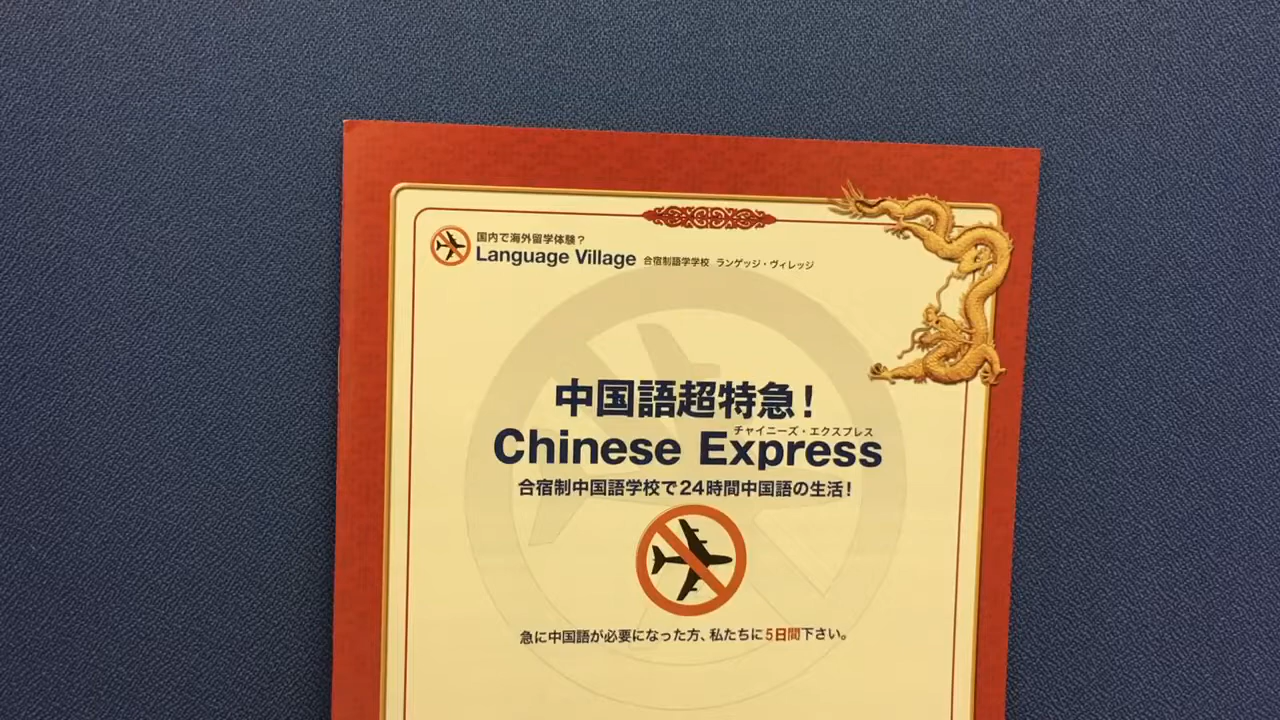 国内で海外留学体験？
Language Village 合宿制語学学校 ランゲッジ・ヴィレッジ
中国語超特急！
チャイニーズ・エクスプレス
Chinese Express
合宿制中国語学校で24時間中国語の生活！
急に中国語が必要になった方、私たちに5日間下さい。